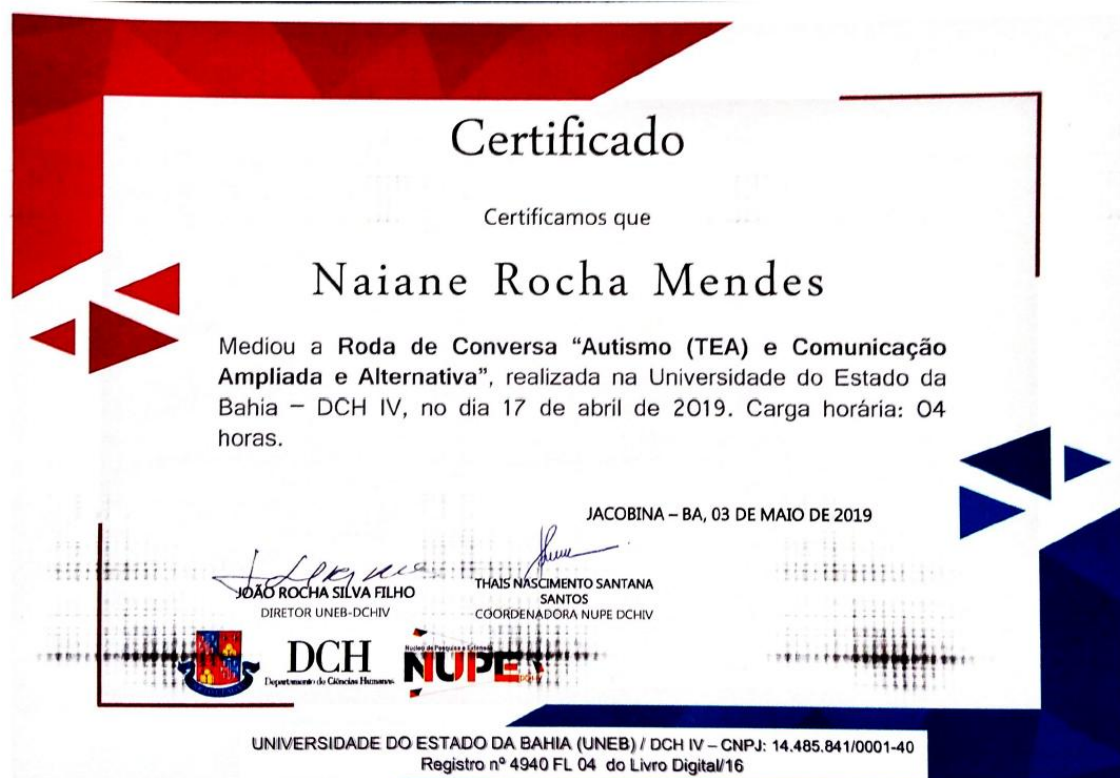 Certificado
Certificamos que
Naiane Rocha Mendes
Mediou a Roda de Conversa “Autismo (TEA) e Comunicação
Ampliada e Alternativa”, realizada na Universidade do Estado da
Bahia – DCH IV, no dia 17 de abril de 2019. Carga horária: 04
horas.
JACOBINA – BA, 03 DE MAIO DE 2019
JOÃO ROCHA SILVA FILHO
DIRETOR UNEB-DCHIV
THAIS NASCIMENTO SANTANA
SANTOS
COORDENADORA NUPE DCHIV
DCH
Departamento de Ciências Humanas
Núcleo de Pesquisa e Extensão
NUPE
UNIVERSIDADE DO ESTADO DA BAHIA (UNEB) / DCH IV – CNPJ: 14.485.841/0001-40
Registro nº 4940 FL 04 do Livro Digital/16